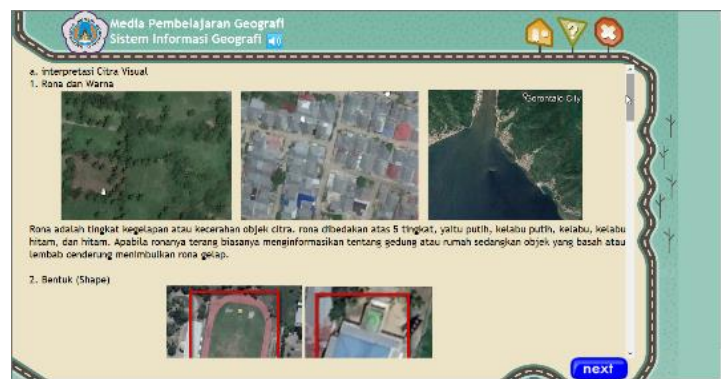 Media Pembelajaran Geografi
Sistem Informasi Geografi
a. interpretasi Citra Visual
1. Rona dan Warna
Gorontalo City
Rona adalah tingkat kegelapan atau kecerahan objek citra. rona dibedakan atas 5 tingkat, yaitu putih, kelabu putih, kelabu, kelabu
hitam, dan hitam. Apabila ronanya terang biasanya menginformasikan tentang gedung atau rumah sedangkan objek yang basah atau
lembab cenderung menimbulkan rona gelap.
2. Bentuk (Shape)
next